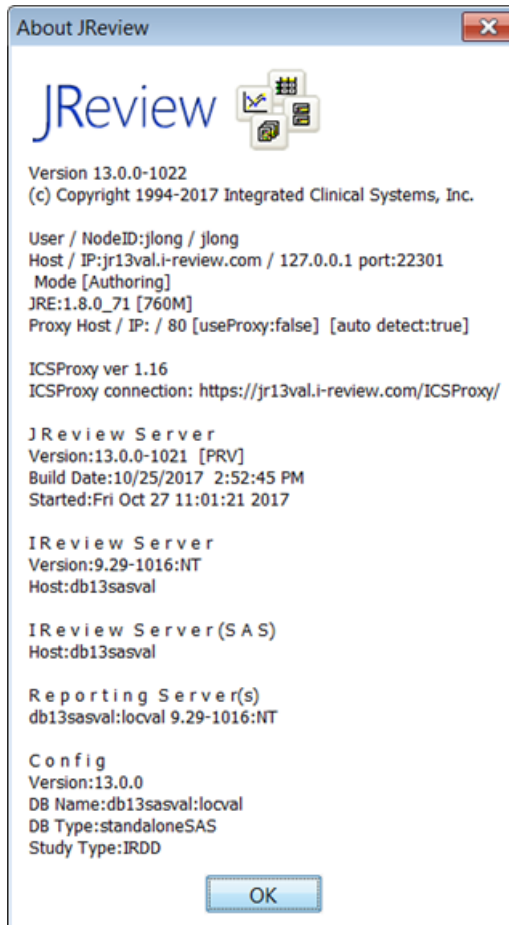 About JReview
JReview
Version 13.0.0-1022
(c) Copyright 1994-2017 Integrated Clinical Systems, Inc.
User / NodeID:jlong / jlong
Host / IP:jr13val.i-review.com / 127.0.0.1 port:22301
Mode [Authoring]
JRE:1.8.0_71 [760M]
Proxy Host / IP: / 80 [useProxy:false]  [auto detect:true]
ICSProxy ver 1.16
ICSProxy connection: https://jr13val.i-review.com/ICSProxy/
J R e v i e w  S e r v e r
Version:13.0.0-1021  [PRV]
Build Date:10/25/2017  2:52:45 PM
Started:Fri Oct 27 11:01:21 2017
I R e v i e w  S e r v e r
Version:9.29-1016:NT
Host:db13sasval
I R e v i e w  S e r v e r (S A S)
Host:db13sasval
R e p o r t i n g  S e r v e r(s)
db13sasval:locval 9.29-1016:NT
C o n f i g
Version:13.0.0
DB Name:db13sasval:locval
DB Type:standaloneSAS
Study Type:IRDD
OK